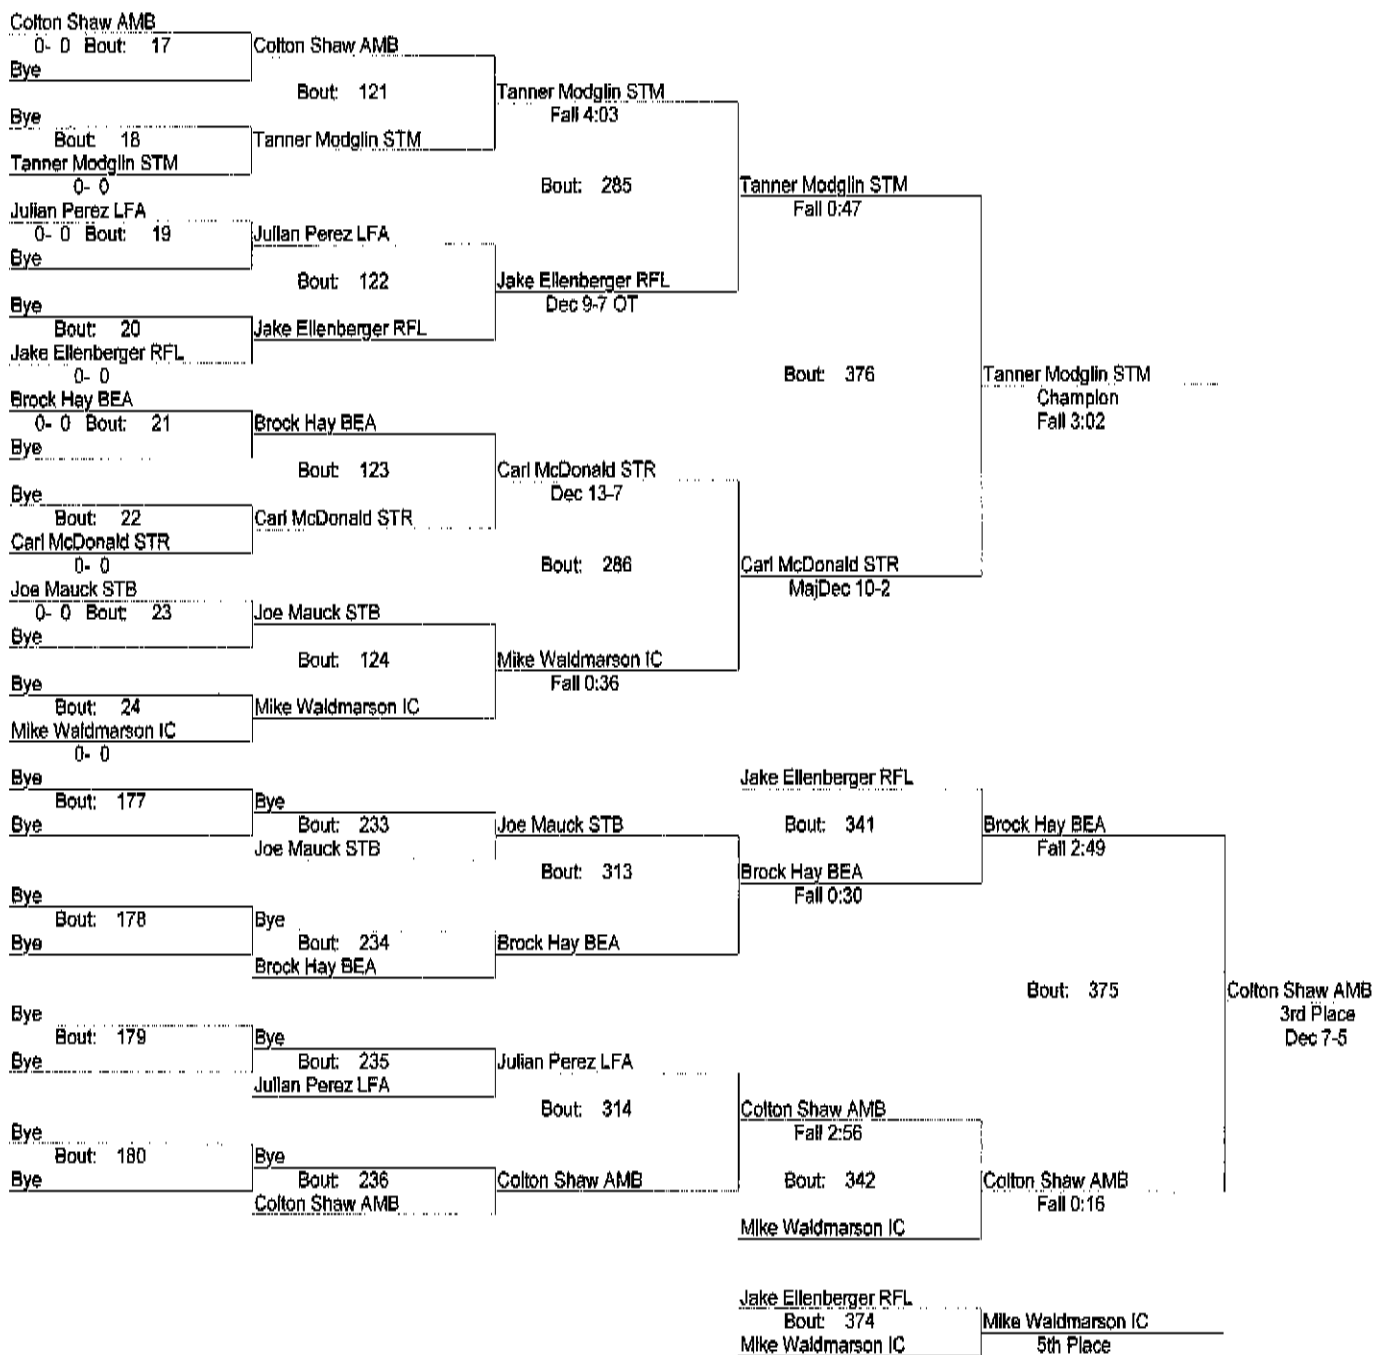 Colton Shaw AMB
0- 0 Bout: 17
Colton Shaw AMB
Bye
Bout: 121
Tanner Modglin STM
Fall 4:03
Bye
Bout: 18
Tanner Modglin STM
Tanner Modglin STM
0- 0
Bout: 285
Tanner Modglin STM
Fall 0:47
Julian Perez LFA
0- 0 Bout: 19
Julian Perez LFA
Bye
Bout: 122
Jake Ellenberger RFL
Dec 9-7 OT
Bye
Bout: 20
Jake Ellenberger RFL
Jake Ellenberger RFL
0- 0
Bout: 376
Tanner Modglin STM
Champion
Fall 3:02
Brock Hay BEA
0- 0 Bout: 21
Brock Hay BEA
Bye
Bout: 123
Carl McDonald STR
Dec 13-7
Bye
Bout: 22
Carl McDonald STR
Carl McDonald STR
0- 0
Bout: 286
Carl McDonald STR
MajDec 10-2
Joe Mauck STB
0- 0 Bout: 23
Joe Mauck STB
Bye
Bout: 124
Mike Waldmarson IC
Fall 0:36
Bye
Bout: 24
Mike Waldmarson IC
Mike Waldmarson IC
0- 0
Bye
Jake Ellenberger RFL
Bout: 177
Bye
Bye
Bout: 233
Joe Mauck STB
Bout: 341
Brock Hay BEA
Fall 2:49
Joe Mauck STB
Bout: 313
Brock Hay BEA
Fall 0:30
Bye
Bout: 178
Bye
Bye
Bout: 234
Brock Hay BEA
Brock Hay BEA
Bout: 375
Colton Shaw AMB
3rd Place
Dec 7-5
Bye
Bout: 179
Bye
Bye
Bout: 235
Julian Perez LFA
Julian Perez LFA
Bout: 314
Colton Shaw AMB
Fall 2:56
Bye
Bout: 180
Bye
Bye
Bout: 236
Colton Shaw AMB
Bout: 342
Colton Shaw AMB
Fall 0:16
Colton Shaw AMB
Mike Waldmarson IC
Jake Ellenberger RFL
Bout: 374
Mike Waldmarson IC
Mike Waldmarson IC
5th Place